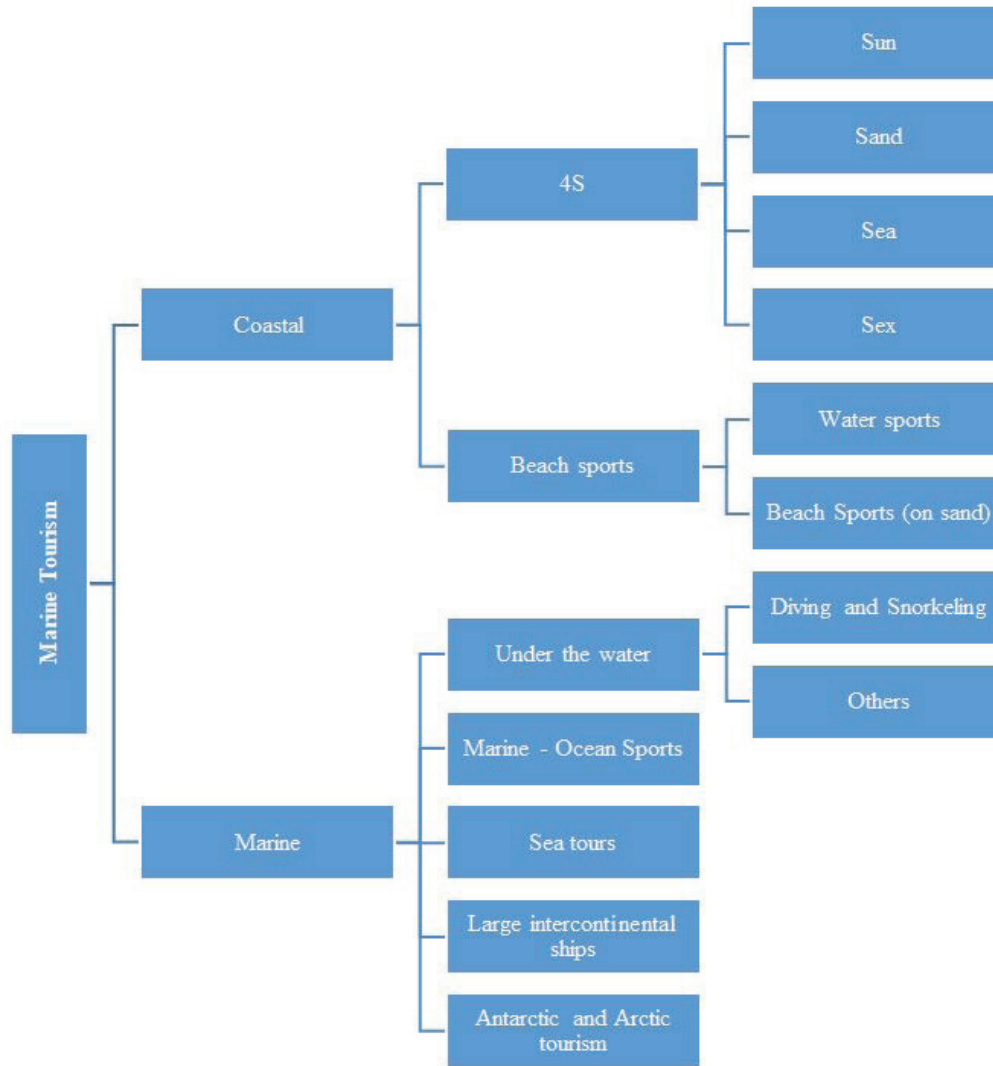 Marine Tourism
Coastal
4S
Sun
Sand
Sea
Sex
Beach sports
Water sports
Beach Sports (on sand)
Marine
Under the water
Diving and Snorkeling
Others
Marine - Ocean Sports
Sea tours
Large intercontinental
ships
Antarctic and Arctic
tourism